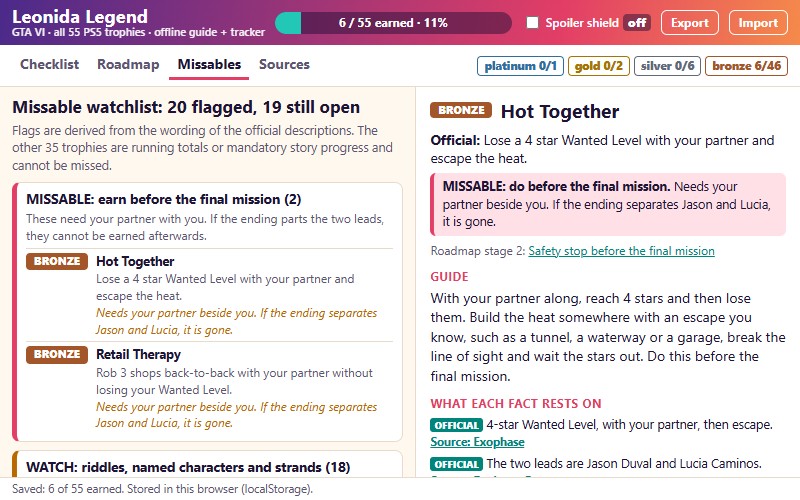 Leonida Legend
GTA VI · all 55 PS5 trophies · offline guide + tracker
6 / 55 earned · 11%
Spoiler shield off
Export
Import
Checklist
Roadmap
Missables
Sources
platinum 0/1
gold 0/2
silver 0/6
bronze 6/46
Missable watchlist: 20 flagged, 19 still open
Flags are derived from the wording of the official descriptions. The
other 35 trophies are running totals or mandatory story progress and
cannot be missed.
MISSABLE: earn before the final mission (2)
These need your partner with you. If the ending parts the two leads,
they cannot be earned afterwards.
BRONZE Hot Together
Lose a 4 star Wanted Level with your partner and
escape the heat.
Needs your partner beside you. If the ending separates
Jason and Lucia, it is gone.
BRONZE Retail Therapy
Rob 3 shops back-to-back with your partner without
losing your Wanted Level.
Needs your partner beside you. If the ending separates
Jason and Lucia, it is gone.
WATCH: riddles, named characters and strands (18)
BRONZE Hot Together
Official: Lose a 4 star Wanted Level with your partner and
escape the heat.
MISSABLE: do before the final mission. Needs your
partner beside you. If the ending separates Jason and Lucia,
it is gone.
Roadmap stage 2: Safety stop before the final mission
GUIDE
With your partner along, reach 4 stars and then lose
them. Build the heat somewhere with an escape you
know, such as a tunnel, a waterway or a garage, break the
line of sight and wait the stars out. Do this before the
final mission.
WHAT EACH FACT RESTS ON
OFFICIAL 4-star Wanted Level, with your partner, then escape.
Source: Exophase
OFFICIAL The two leads are Jason Duval and Lucia Caminos.
Saved: 6 of 55 earned. Stored in this browser (localStorage).